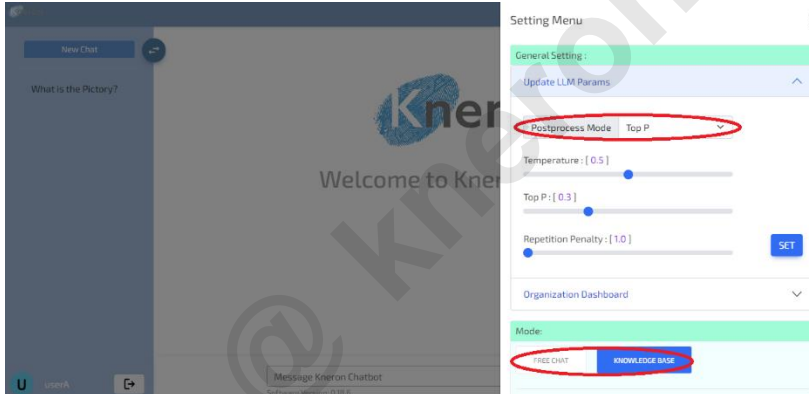 New Chat
What is the Pictory?
Kner
Welcome to Kner
Message Kneron Chatbot
U userA
Setting Menu
General Setting :
Update LLM Params
Postprocess Mode Top P
Temperature : [ 0.5 ]
Top P : [ 0.3 ]
Repetition Penalty : [ 1.0 ]
SET
Organization Dashboard
Mode:
FREE CHAT KNOWLEDGE BASE
@ kneron